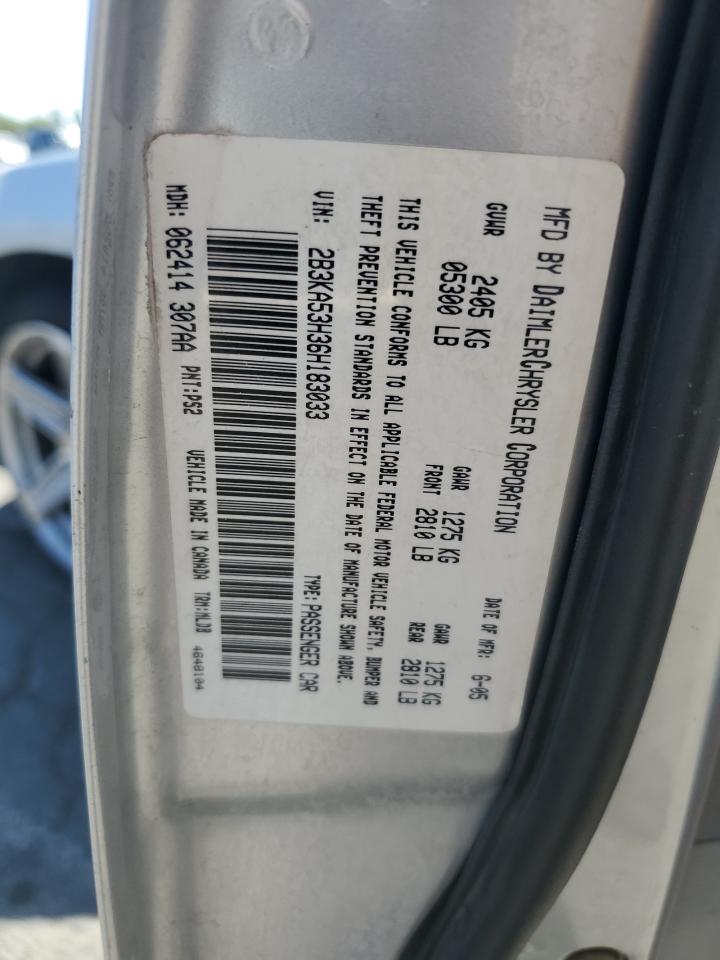 MFD BY DAIMLERCHRYSLER CORPORATION
DATE OF MFR: 6-05
GVWR 2405 KG
05300 LB
GAWR FRONT 1275 KG
2810 LB
GAWR REAR 1275 KG
2810 LB
THIS VEHICLE CONFORMS TO ALL APPLICABLE FEDERAL MOTOR VEHICLE SAFETY, BUMPER AND
THEFT PREVENTION STANDARDS IN EFFECT ON THE DATE OF MANUFACTURE SHOWN ABOVE.
VIN: 2B3KA53H36H183033
TYPE: PASSENGER CAR
MDH: 062414 307AA PNT:PS2 VEHICLE MADE IN CANADA TRM:MLJ8
4648104